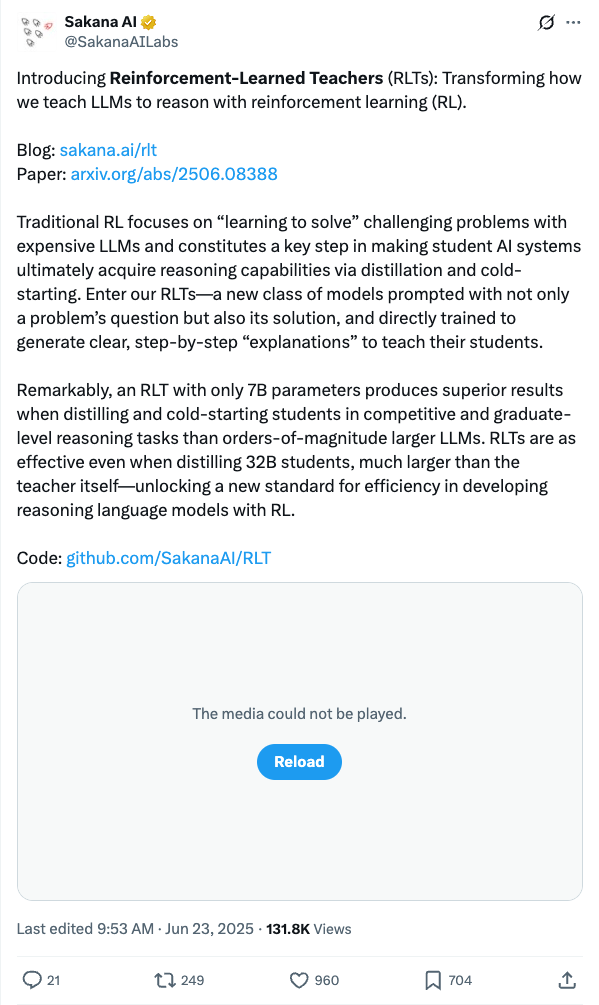 Sakana AI
@SakanaAILabs
Introducing Reinforcement-Learned Teachers (RLTs): Transforming how
we teach LLMs to reason with reinforcement learning (RL).
Blog: sakana.ai/rlt
Paper: arxiv.org/abs/2506.08388
Traditional RL focuses on “learning to solve” challenging problems with
expensive LLMs and constitutes a key step in making student AI systems
ultimately acquire reasoning capabilities via distillation and cold-
starting. Enter our RLTs—a new class of models prompted with not only
a problem’s question but also its solution, and directly trained to
generate clear, step-by-step “explanations” to teach their students.
Remarkably, an RLT with only 7B parameters produces superior results
when distilling and cold-starting students in competitive and graduate-
level reasoning tasks than orders-of-magnitude larger LLMs. RLTs are as
effective even when distilling 32B students, much larger than the
teacher itself—unlocking a new standard for efficiency in developing
reasoning language models with RL.
Code: github.com/SakanaAI/RLT
The media could not be played.
Reload
Last edited 9:53 AM · Jun 23, 2025 · 131.8K Views
21 249 960 704